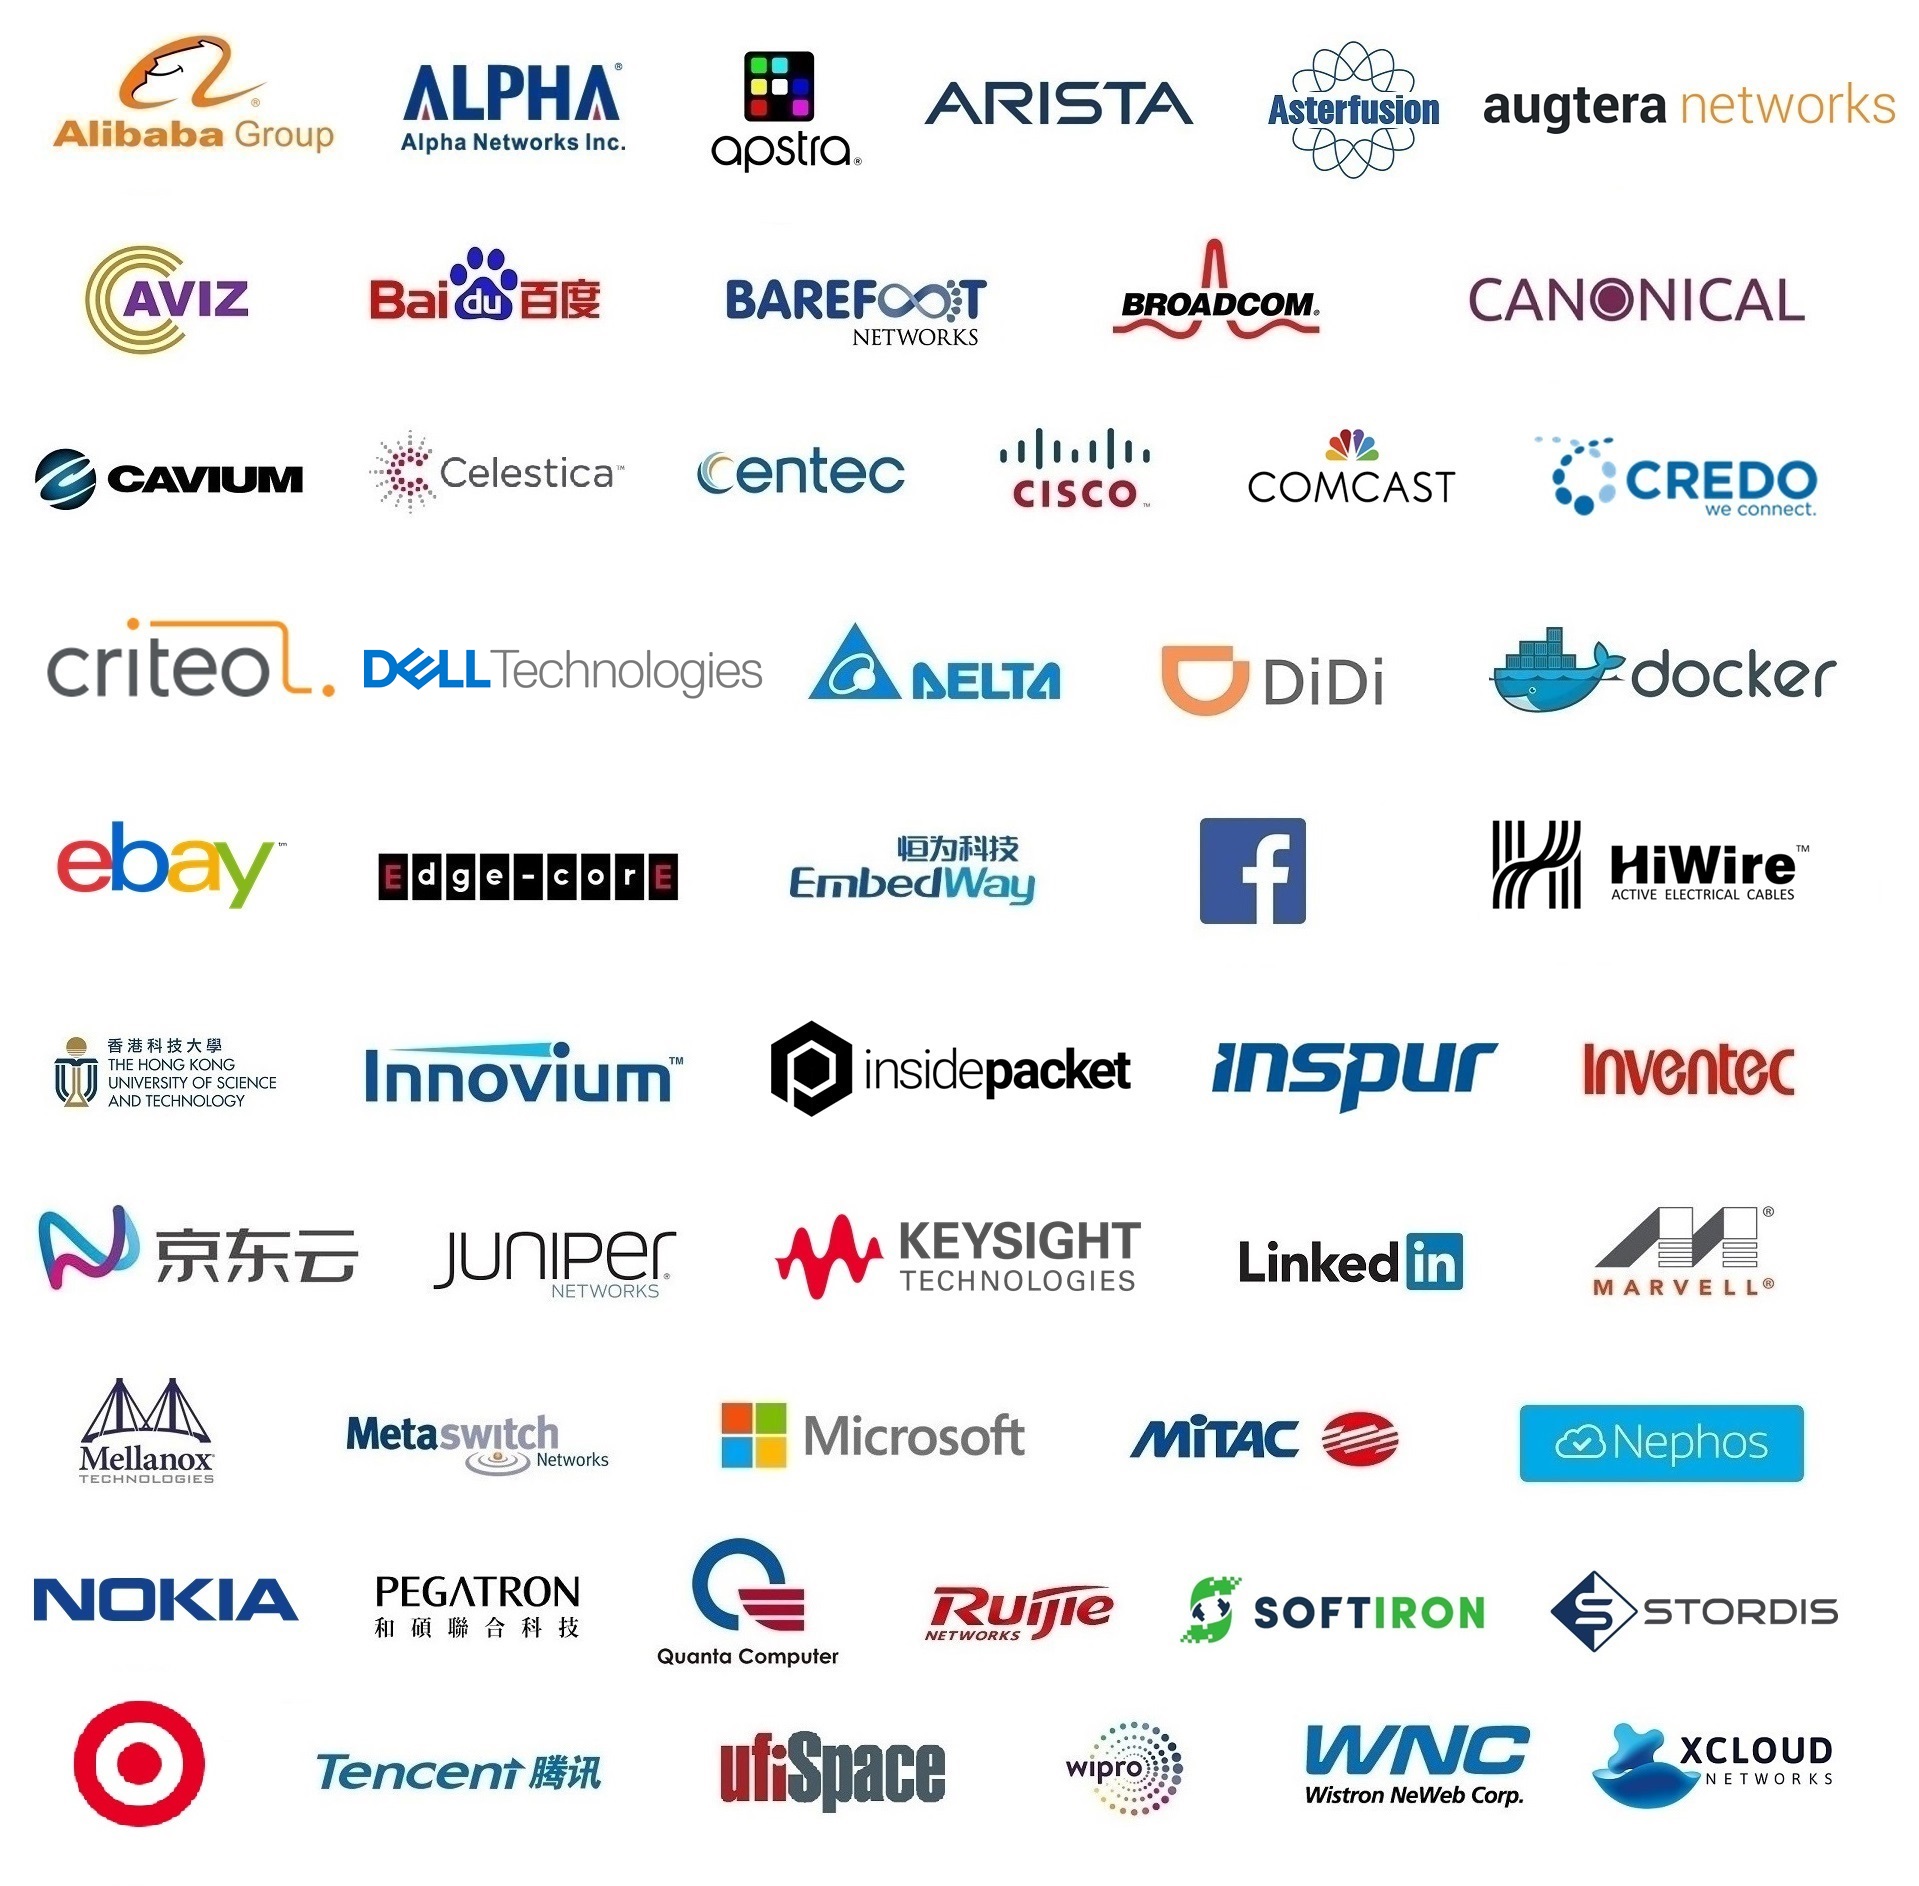 Alibaba Group
ALPHA®
Alpha Networks Inc.
apstra®
ARISTA
Asterfusion
augtera networks
AVIZ
Bai du 百度
BAREFOOT
NETWORKS
BROADCOM®
CANONICAL
CAVIUM
Celestica™
Centec
CISCO™
COMCAST
CREDO
we connect.
criteo
DELL Technologies
DELTA
DiDi
docker
ebay™
Edge-corE
恒为科技
EmbedWay
f
HiWire™
ACTIVE ELECTRICAL CABLES
香港科技大學
THE HONG KONG
UNIVERSITY OF SCIENCE
AND TECHNOLOGY
Innovium™
insidepacket
inspur
Inventec
京东云
JUNIPER®
NETWORKS
KEYSIGHT
TECHNOLOGIES
Linked in
MARVELL®
Mellanox
TECHNOLOGIES
Metaswitch
Networks
Microsoft
MiTAC
Nephos
NOKIA
PEGATRON
和碩聯合科技
Quanta Computer
Ruijie
NETWORKS
SOFTIRON
STORDIS
Tencent 腾讯
ufiSpace
wipro
WNC
Wistron NeWeb Corp.
XCLOUD
NETWORKS